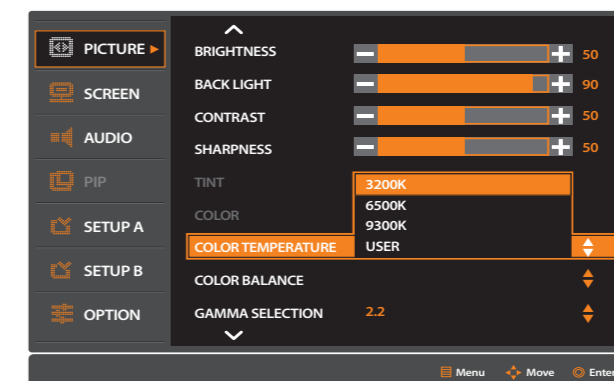 PICTURE
SCREEN
AUDIO
PIP
SETUP A
SETUP B
OPTION
BRIGHTNESS 50
BACK LIGHT 90
CONTRAST 50
SHARPNESS 50
TINT
COLOR
3200K
6500K
9300K
COLOR TEMPERATURE USER
COLOR BALANCE
GAMMA SELECTION 2.2
Menu Move Enter